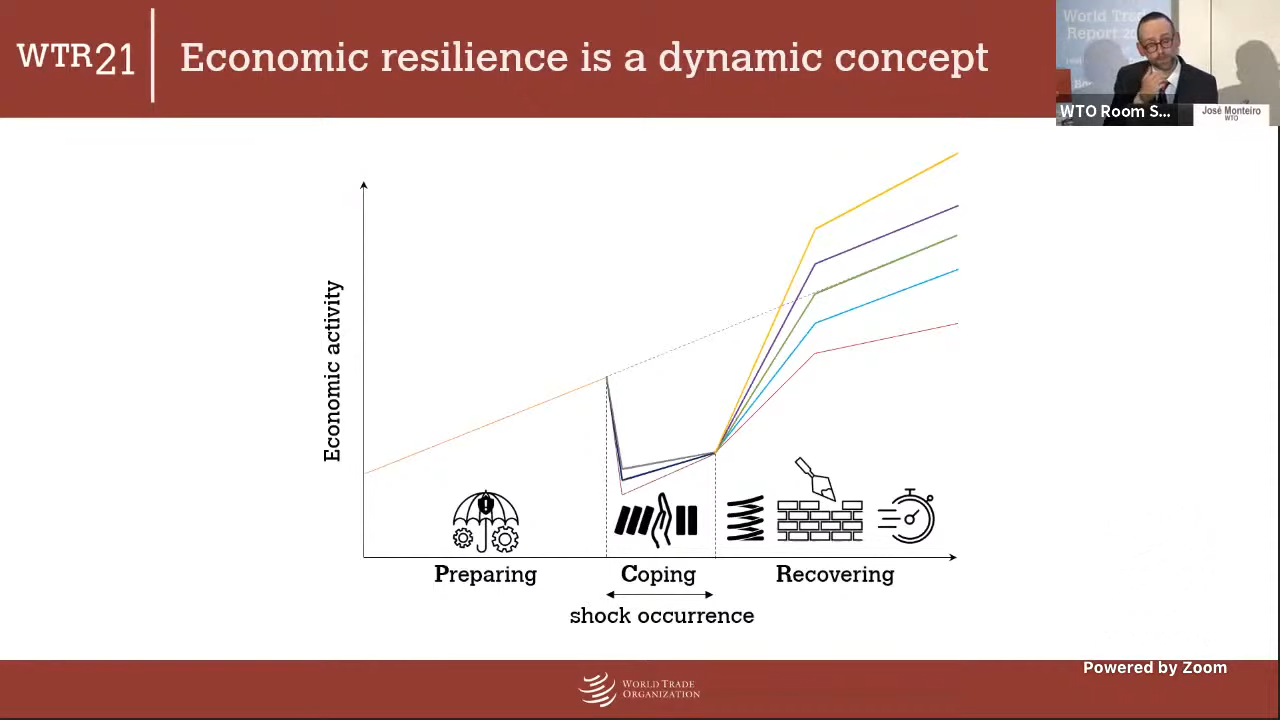 WTR21
Economic resilience is a dynamic concept
World Trade
Report 20
WTO Room S...
José Monteiro
WTO
Economic activity
Preparing
Coping
Recovering
shock occurrence
Powered by Zoom
WORLD TRADE
ORGANIZATION